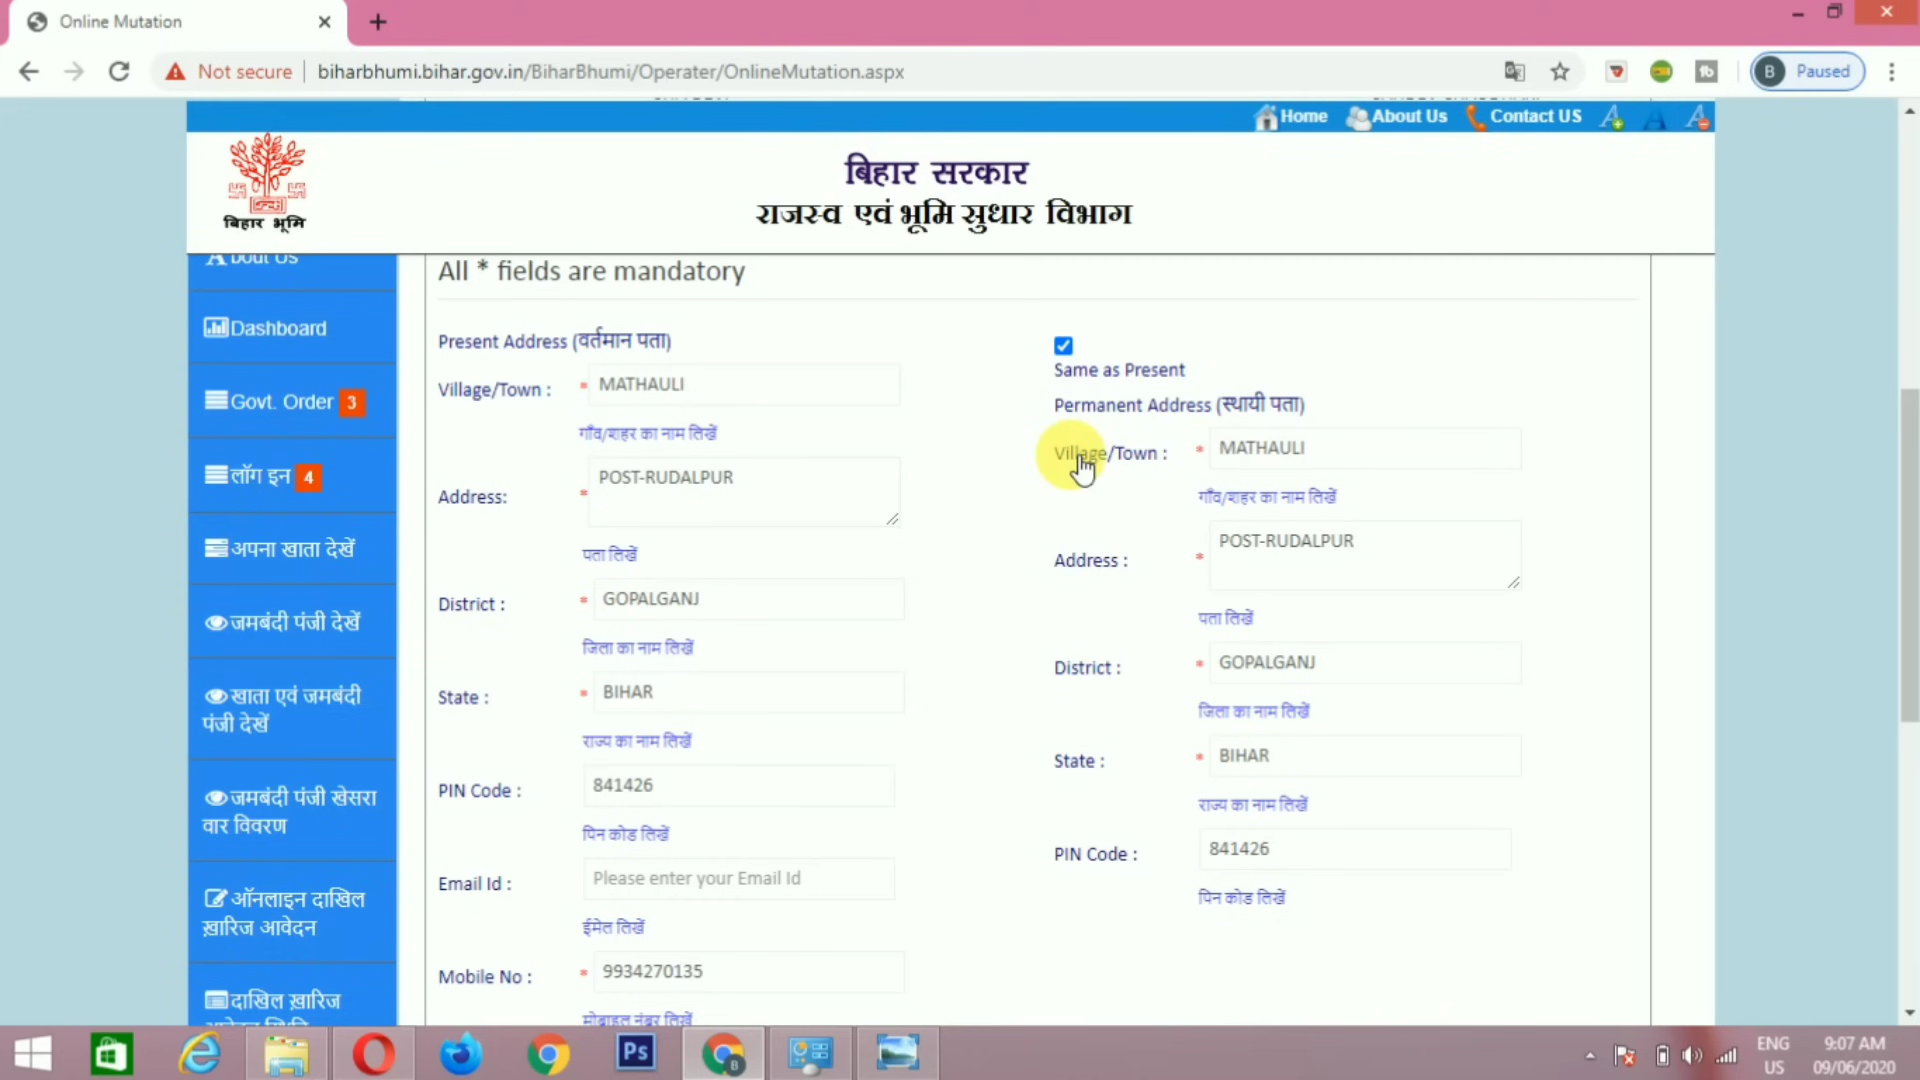 Online Mutation
Not secure
biharbhumi.bihar.gov.in/BiharBhumi/Operater/OnlineMutation.aspx
B Paused
Home About Us Contact US A A A
बिहार भूमि
बिहार सरकार
राजस्व एवं भूमि सुधार विभाग
About Us
Dashboard
Govt. Order 3
लॉग इन 4
अपना खाता देखें
जमबंदी पंजी देखें
खाता एवं जमबंदी
पंजी देखें
जमबंदी पंजी खेसरा
वार विवरण
ऑनलाइन दाखिल
ख़ारिज आवेदन
दाखिल ख़ारिज
All * fields are mandatory
Present Address (वर्तमान पता)
Village/Town : * MATHAULI
गाँव/शहर का नाम लिखें
Address: * POST-RUDALPUR
पता लिखें
District : * GOPALGANJ
जिला का नाम लिखें
State : * BIHAR
राज्य का नाम लिखें
PIN Code : 841426
पिन कोड लिखें
Email Id : Please enter your Email Id
ईमेल लिखें
Mobile No : * 9934270135
मोबाइल नंबर लिखें
Same as Present
Permanent Address (स्थायी पता)
Village/Town : * MATHAULI
गाँव/शहर का नाम लिखें
Address : * POST-RUDALPUR
पता लिखें
District : * GOPALGANJ
जिला का नाम लिखें
State : * BIHAR
राज्य का नाम लिखें
PIN Code : 841426
पिन कोड लिखें
Ps
B
ENG
US
9:07 AM
09/06/2020